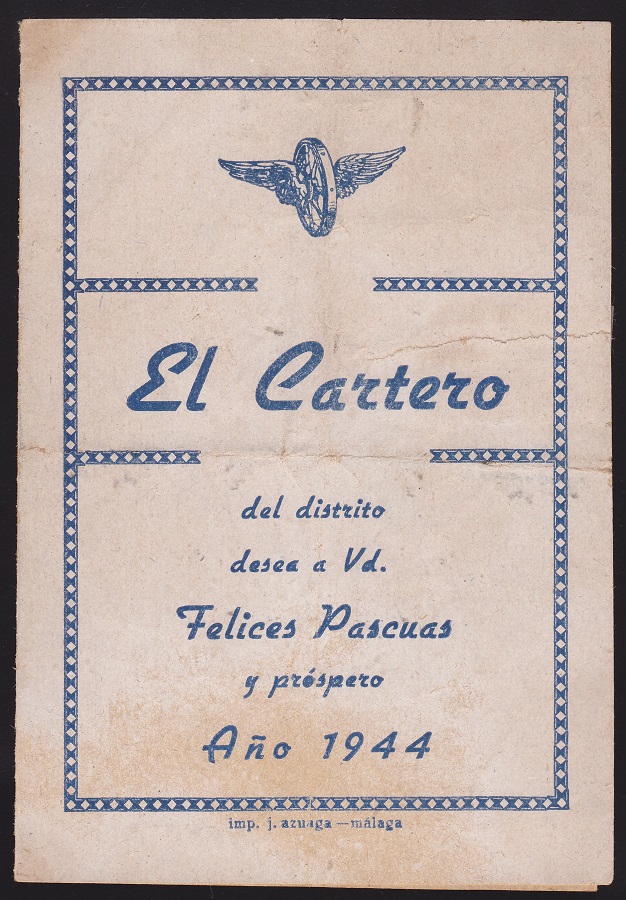 El Cartero
del distrito
desea a Vd.
Felices Pascuas
y próspero
Año 1944
imp. j. azuaga — málaga